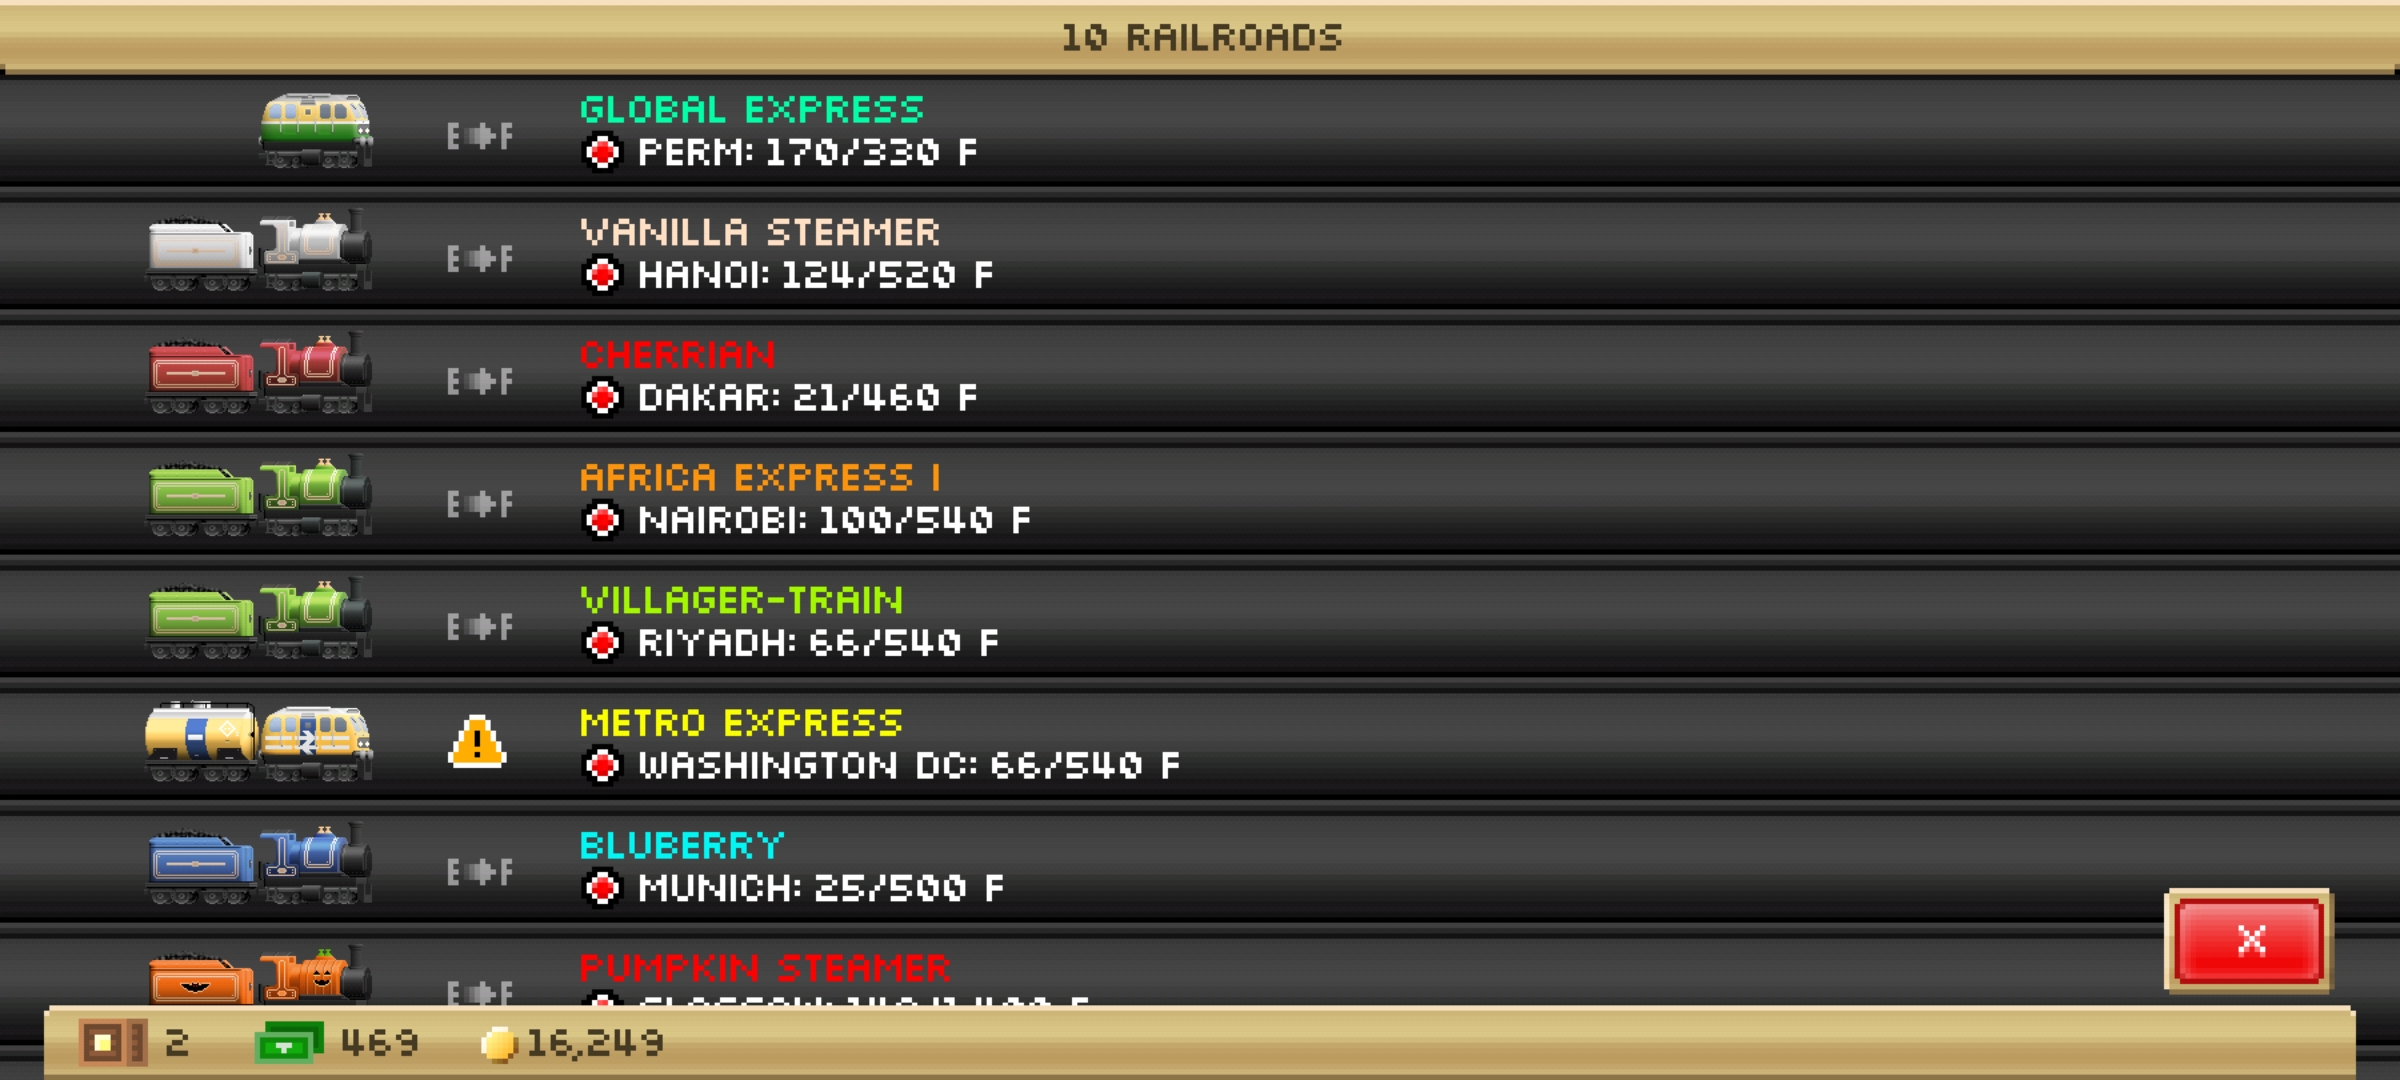 10 RAILROADS
GLOBAL EXPRESS
E F
PERM: 170/330 F
VANILLA STEAMER
E F
HANOI: 124/520 F
CHERRIAN
E F
DAKAR: 21/460 F
AFRICA EXPRESS I
E F
NAIROBI: 100/540 F
VILLAGER-TRAIN
E F
RIYADH: 66/540 F
METRO EXPRESS
!
WASHINGTON DC: 66/540 F
BLUBERRY
E F
MUNICH: 25/500 F
PUMPKIN STEAMER
E F
X
2 469 16,249